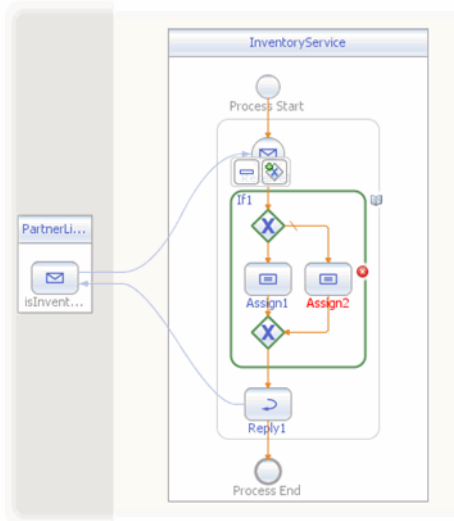 InventoryService
Process Start
If1
PartnerLi...
isInvent...
Assign1
Assign2
Reply1
Process End